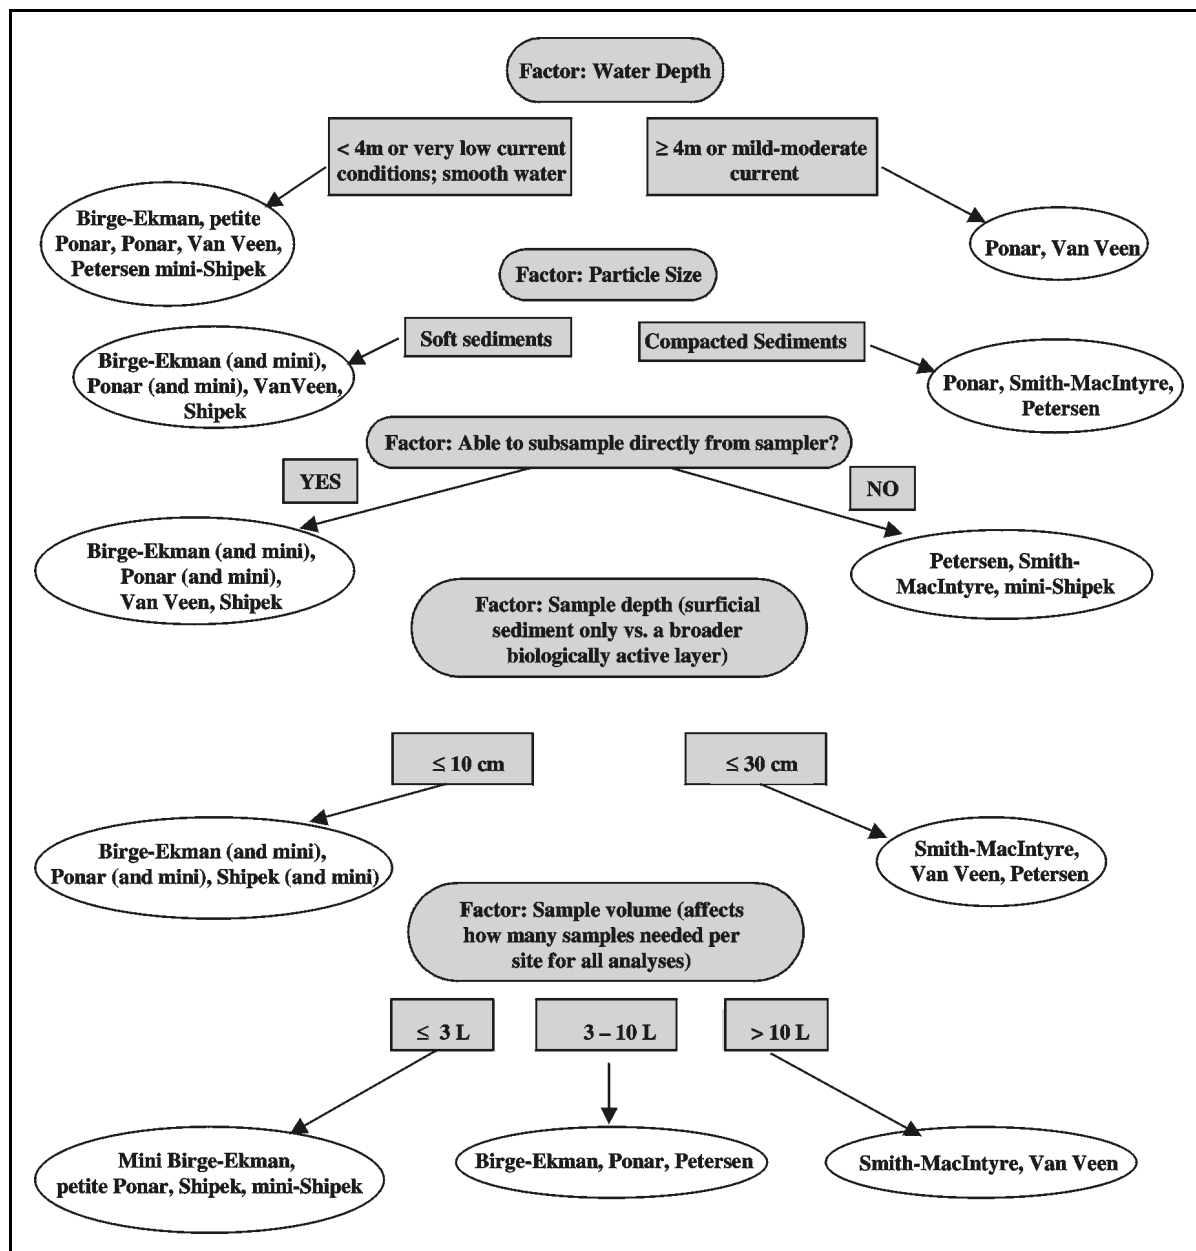 Factor: Water Depth
< 4m or very low current
conditions; smooth water
≥ 4m or mild-moderate
current
Birge-Ekman, petite
Ponar, Ponar, Van Veen,
Petersen mini-Shipek
Ponar, Van Veen
Factor: Particle Size
Soft sediments
Compacted Sediments
Birge-Ekman (and mini),
Ponar (and mini), VanVeen,
Shipek
Ponar, Smith-MacIntyre,
Petersen
Factor: Able to subsample directly from sampler?
YES
NO
Birge-Ekman (and mini),
Ponar (and mini),
Van Veen, Shipek
Petersen, Smith-
MacIntyre, mini-Shipek
Factor: Sample depth (surficial
sediment only vs. a broader
biologically active layer)
≤ 10 cm
≤ 30 cm
Birge-Ekman (and mini),
Ponar (and mini), Shipek (and mini)
Smith-MacIntyre,
Van Veen, Petersen
Factor: Sample volume (affects
how many samples needed per
site for all analyses)
≤ 3 L
3 – 10 L
> 10 L
Mini Birge-Ekman,
petite Ponar, Shipek, mini-Shipek
Birge-Ekman, Ponar, Petersen
Smith-MacIntyre, Van Veen